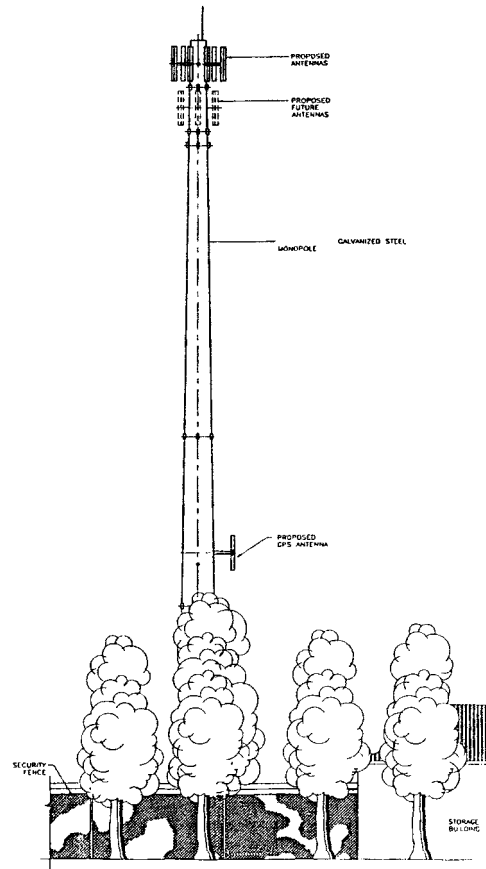 PROPOSED
ANTENNAS
PROPOSED
FUTURE
ANTENNAS
GALVANIZED STEEL
MONOPOLE
PROPOSED
GPS ANTENNA
SECURITY
FENCE
STORAGE
BUILDING